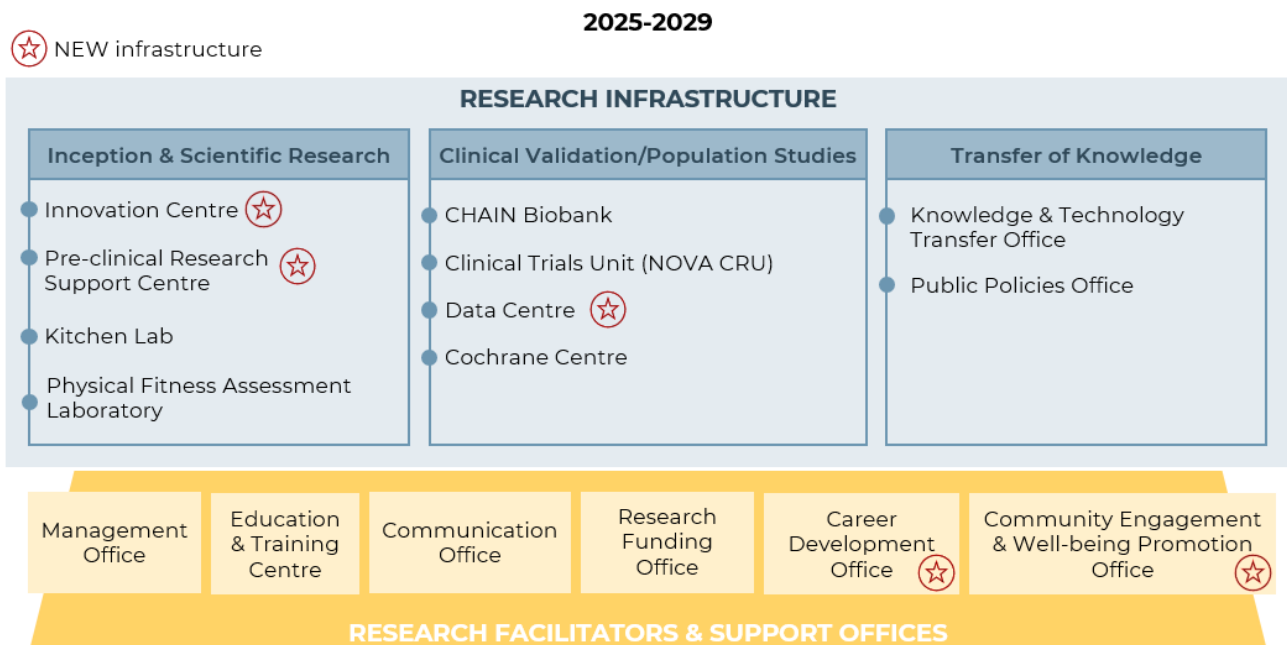 2025-2029
NEW infrastructure
RESEARCH INFRASTRUCTURE
Inception & Scientific Research
Innovation Centre
Pre-clinical Research
Support Centre
Kitchen Lab
Physical Fitness Assessment
Laboratory
Clinical Validation/Population Studies
CHAIN Biobank
Clinical Trials Unit (NOVA CRU)
Data Centre
Cochrane Centre
Transfer of Knowledge
Knowledge & Technology
Transfer Office
Public Policies Office
Management
Office
Education
& Training
Centre
Communication
Office
Research
Funding
Office
Career
Development
Office
Community Engagement
& Well-being Promotion
Office
RESEARCH FACILITATORS & SUPPORT OFFICES